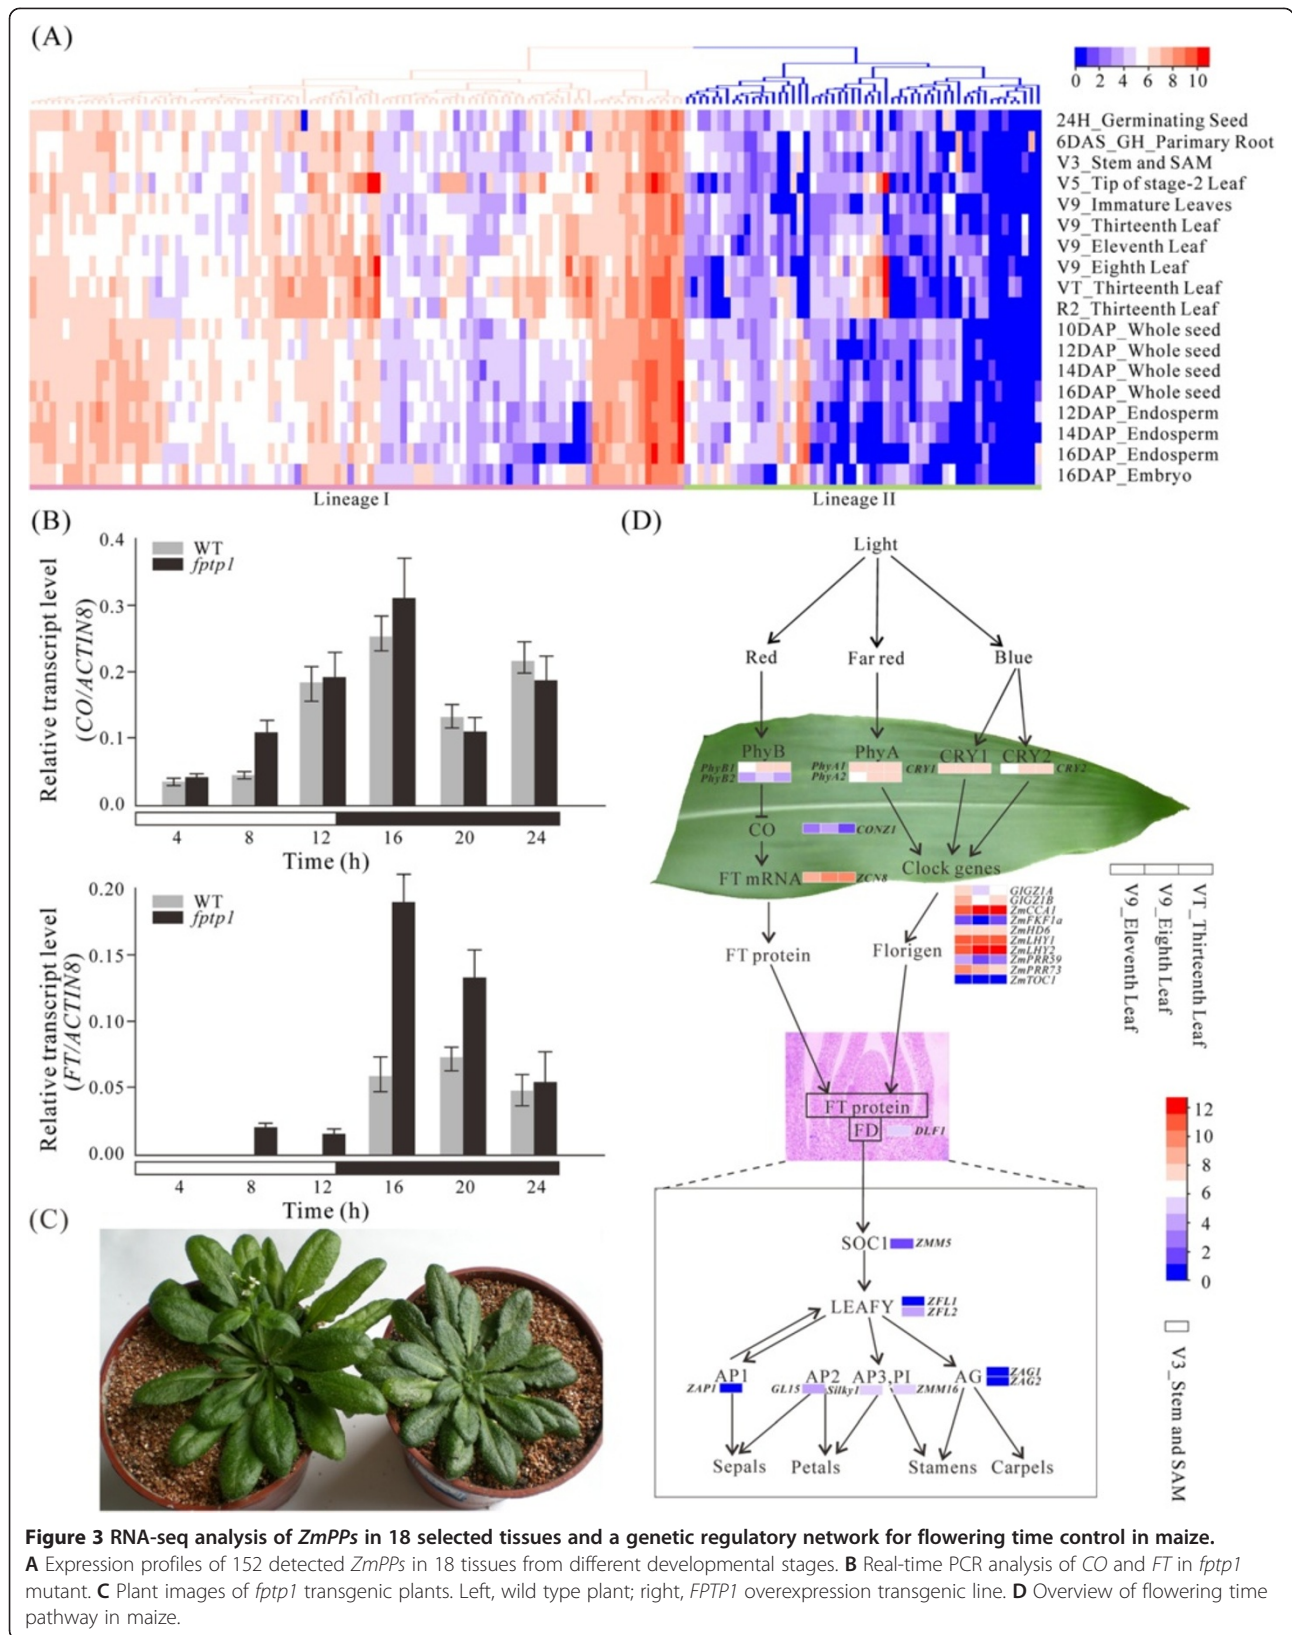 (A)
0 2 4 6 8 10
24H_Germinating Seed
6DAS_GH_Parimary Root
V3_Stem and SAM
V5_Tip of stage-2 Leaf
V9_Immature Leaves
V9_Thirteenth Leaf
V9_Eleventh Leaf
V9_Eighth Leaf
VT_Thirteenth Leaf
R2_Thirteenth Leaf
10DAP_Whole seed
12DAP_Whole seed
14DAP_Whole seed
16DAP_Whole seed
12DAP_Endosperm
14DAP_Endosperm
16DAP_Endosperm
16DAP_Embryo
Lineage I
Lineage II
(B)
Relative transcript level
(CO/ACTIN8)
0.4
0.3
0.2
0.1
0.0
WT
fptp1
4 8 12 16 20 24
Time (h)
Relative transcript level
(FT/ACTIN8)
0.20
0.15
0.10
0.05
0.00
WT
fptp1
4 8 12 16 20 24
Time (h)
(C)
(D)
Light
Red
Far red
Blue
PhyB
PhyA
CRY1
CRY2
PhyB1
PhyB2
PhyA1
PhyA2
CRY1
CRY2
CO
CONZ1
FT mRNA
ZCN8
Clock genes
GIGZ1A
GIGZ1B
ZmCCA1
ZmFKF1a
ZmHD6
ZmLHY1
ZmLHY2
ZmPRR59
ZmPRR73
ZmTOC1
V9_Eleventh Leaf
V9_Eighth Leaf
VT_Thirteenth Leaf
FT protein
Florigen
FT protein
FD
DLF1
12
10
8
6
4
2
0
V3_Stem and SAM
SOC1
ZMM5
LEAFY
ZFL1
ZFL2
AP1
AP2
AP3,PI
AG
ZAP1
GL15
Silky1
ZMM16
ZAG1
ZAG2
Sepals
Petals
Stamens
Carpels
Figure 3 RNA-seq analysis of ZmPPs in 18 selected tissues and a genetic regulatory network for flowering time control in maize.
A Expression profiles of 152 detected ZmPPs in 18 tissues from different developmental stages. B Real-time PCR analysis of CO and FT in fptp1
mutant. C Plant images of fptp1 transgenic plants. Left, wild type plant; right, FPTP1 overexpression transgenic line. D Overview of flowering time
pathway in maize.